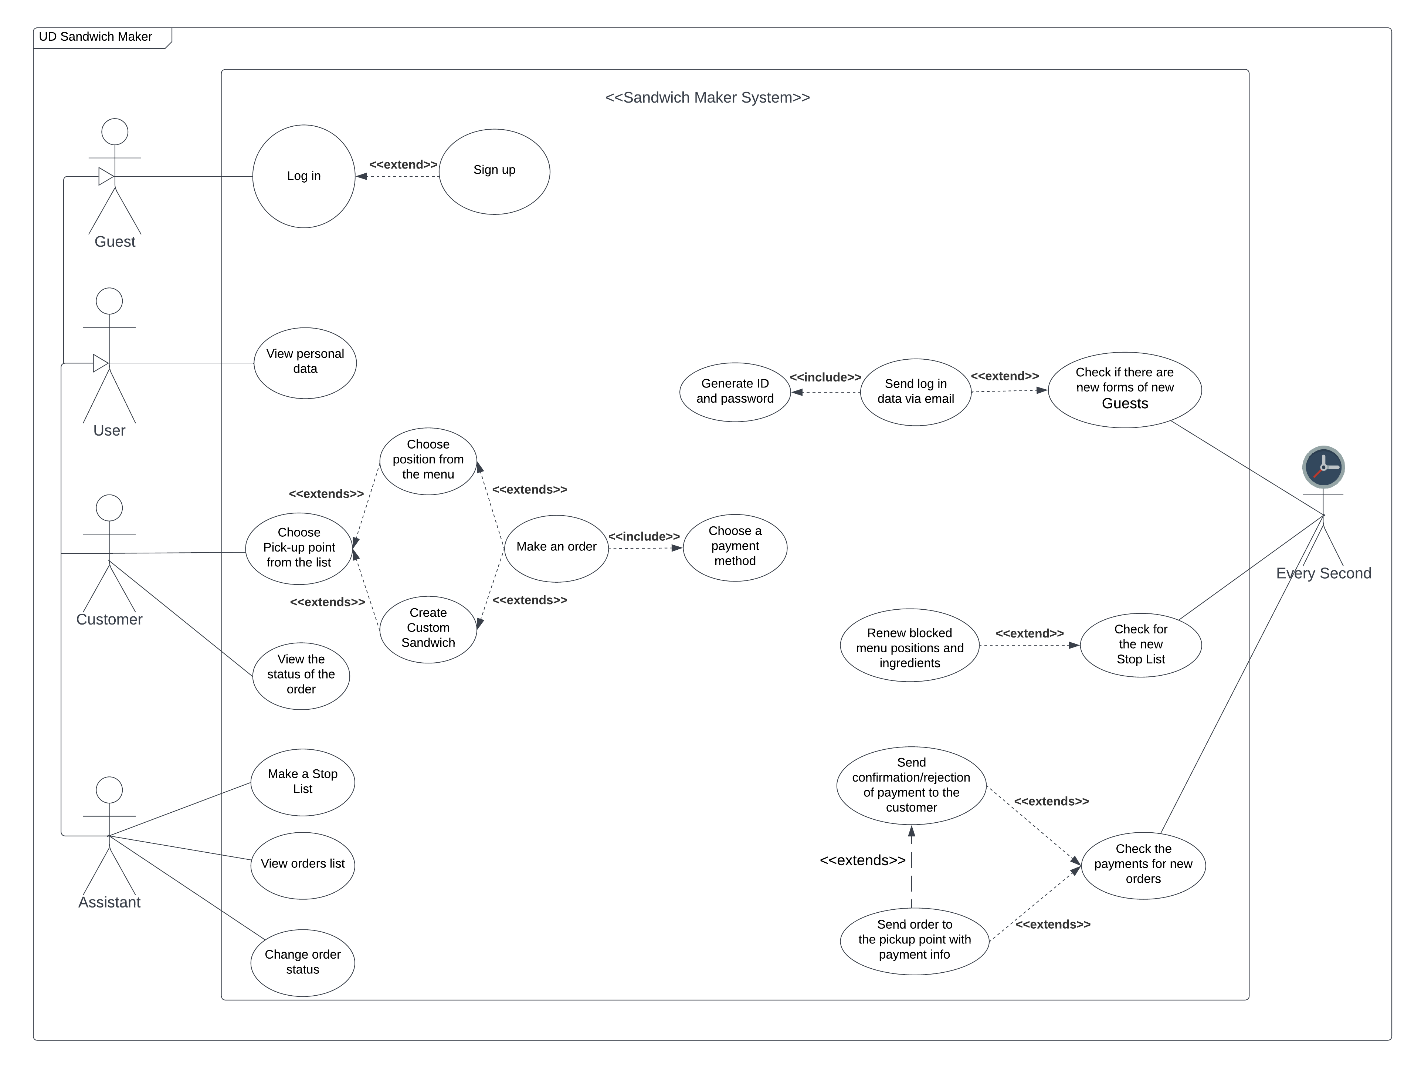 UD Sandwich Maker
<<Sandwich Maker System>>
Log in
<<extend>>
Sign up
Guest
View personal
data
User
Generate ID
and password
<<include>>
Send log in
data via email
<<extend>>
Check if there are
new forms of new
Guests
Choose
position from
the menu
<<extends>>
<<extends>>
Choose
Pick-up point
from the list
Make an order
<<include>>
Choose a
payment
method
Every Second
<<extends>>
<<extends>>
Create
Custom
Sandwich
Customer
View the
status of the
order
Renew blocked
menu positions and
ingredients
<<extend>>
Check for
the new
Stop List
Make a Stop
List
Send
confirmation/rejection
of payment to the
customer
<<extends>>
View orders list
<<extends>>
Check the
payments for new
orders
Assistant
Send order to
the pickup point with
payment info
<<extends>>
Change order
status